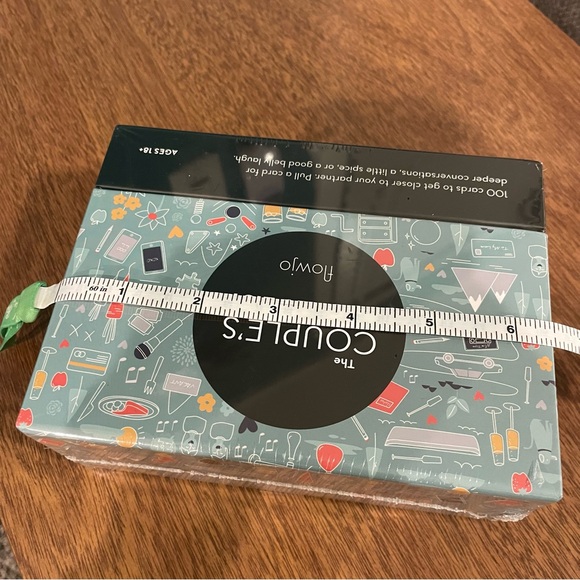 The
COUPLE'S
flowjo
100 cards to get closer to your partner. Pull a card for
deeper conversations, a little spice, or a good belly laugh.
AGES 18+
60 in.
1 2 3 4 5 6